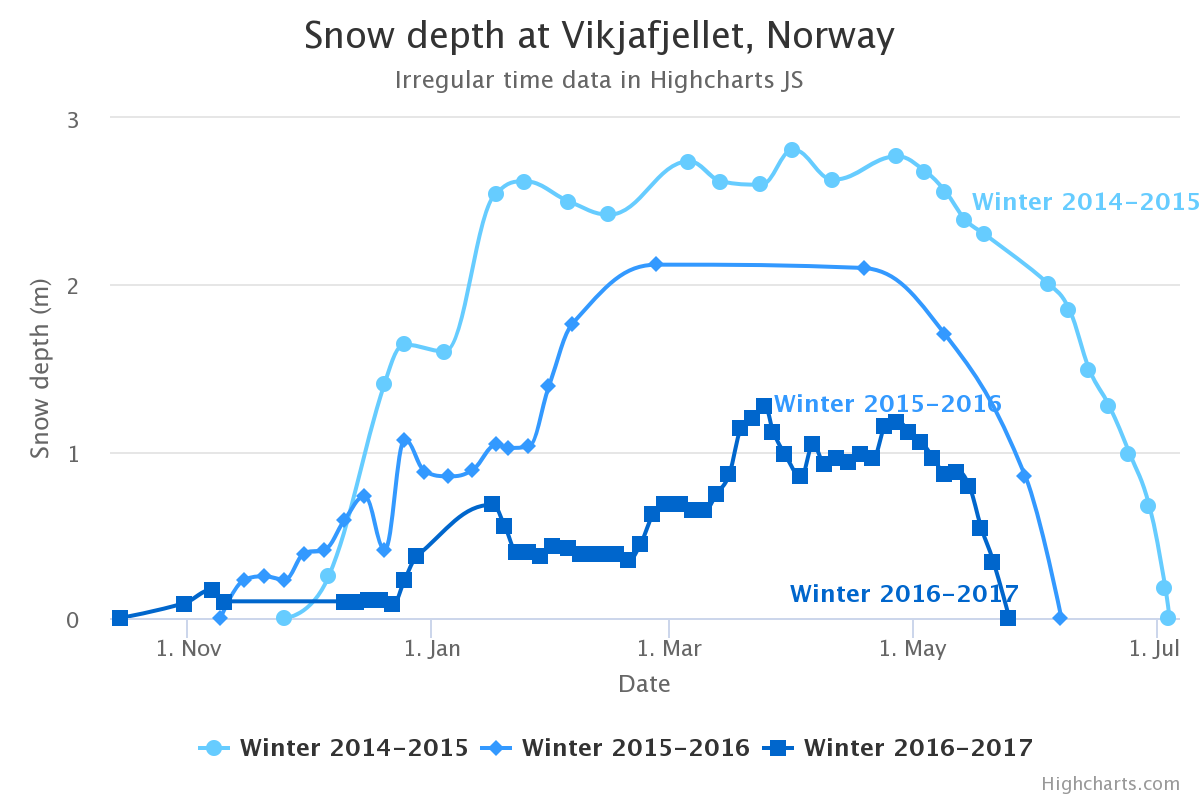 Snow depth at Vikjafjellet, Norway
Irregular time data in Highcharts JS
3
2
1
0
Snow depth (m)
Winter 2014–2015
Winter 2015–2016
Winter 2016–2017
1. Nov
1. Jan
1. Mar
1. May
1. Jul
Date
Winter 2014–2015
Winter 2015–2016
Winter 2016–2017
Highcharts.com